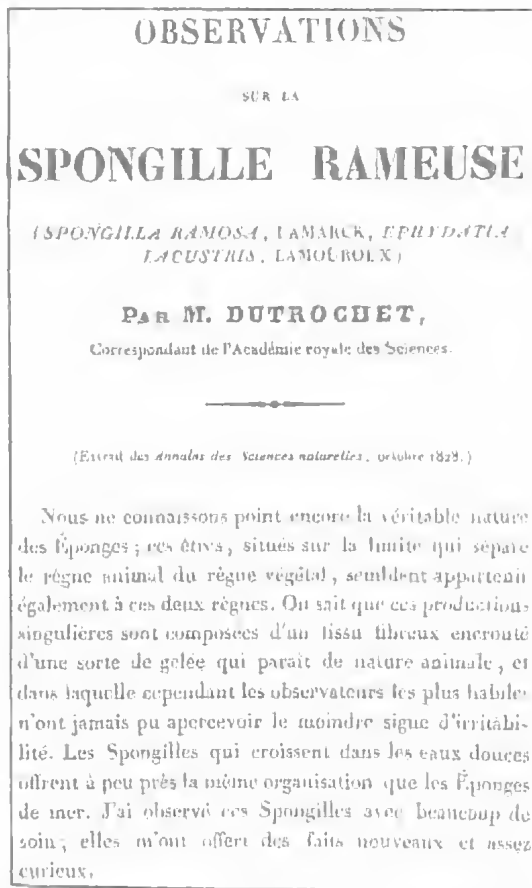 OBSERVATIONS
SUR LA
SPONGILLE RAMEUSE
(SPONGILLA RAMOSA, LAMARCK, EPHYDATIA
LACUSTRIS, LAMOUROUX)
PAR M. DUTROCHET,
Correspondant de l'Académie royale des Sciences.
(Extrait des Annales des Sciences naturelles, octobre 1828.)
Nous ne connaissons point encore la véritable nature
des Éponges; ces êtres, situés sur la limite qui sépare
le règne animal du règne végétal, semblent appartenir
également à ces deux règnes. On sait que ces productions
singulières sont composées d'un tissu fibreux encroûté
d'une sorte de gelée qui paraît de nature animale, et
dans laquelle cependant les observateurs les plus habiles
n'ont jamais pu apercevoir le moindre signe d'irritabi-
lité. Les Spongilles qui croissent dans les eaux douces
offrent à peu près la même organisation que les Éponges
de mer. J'ai observé ces Spongilles avec beaucoup de
soin; elles m'ont offert des faits nouveaux et assez
curieux.